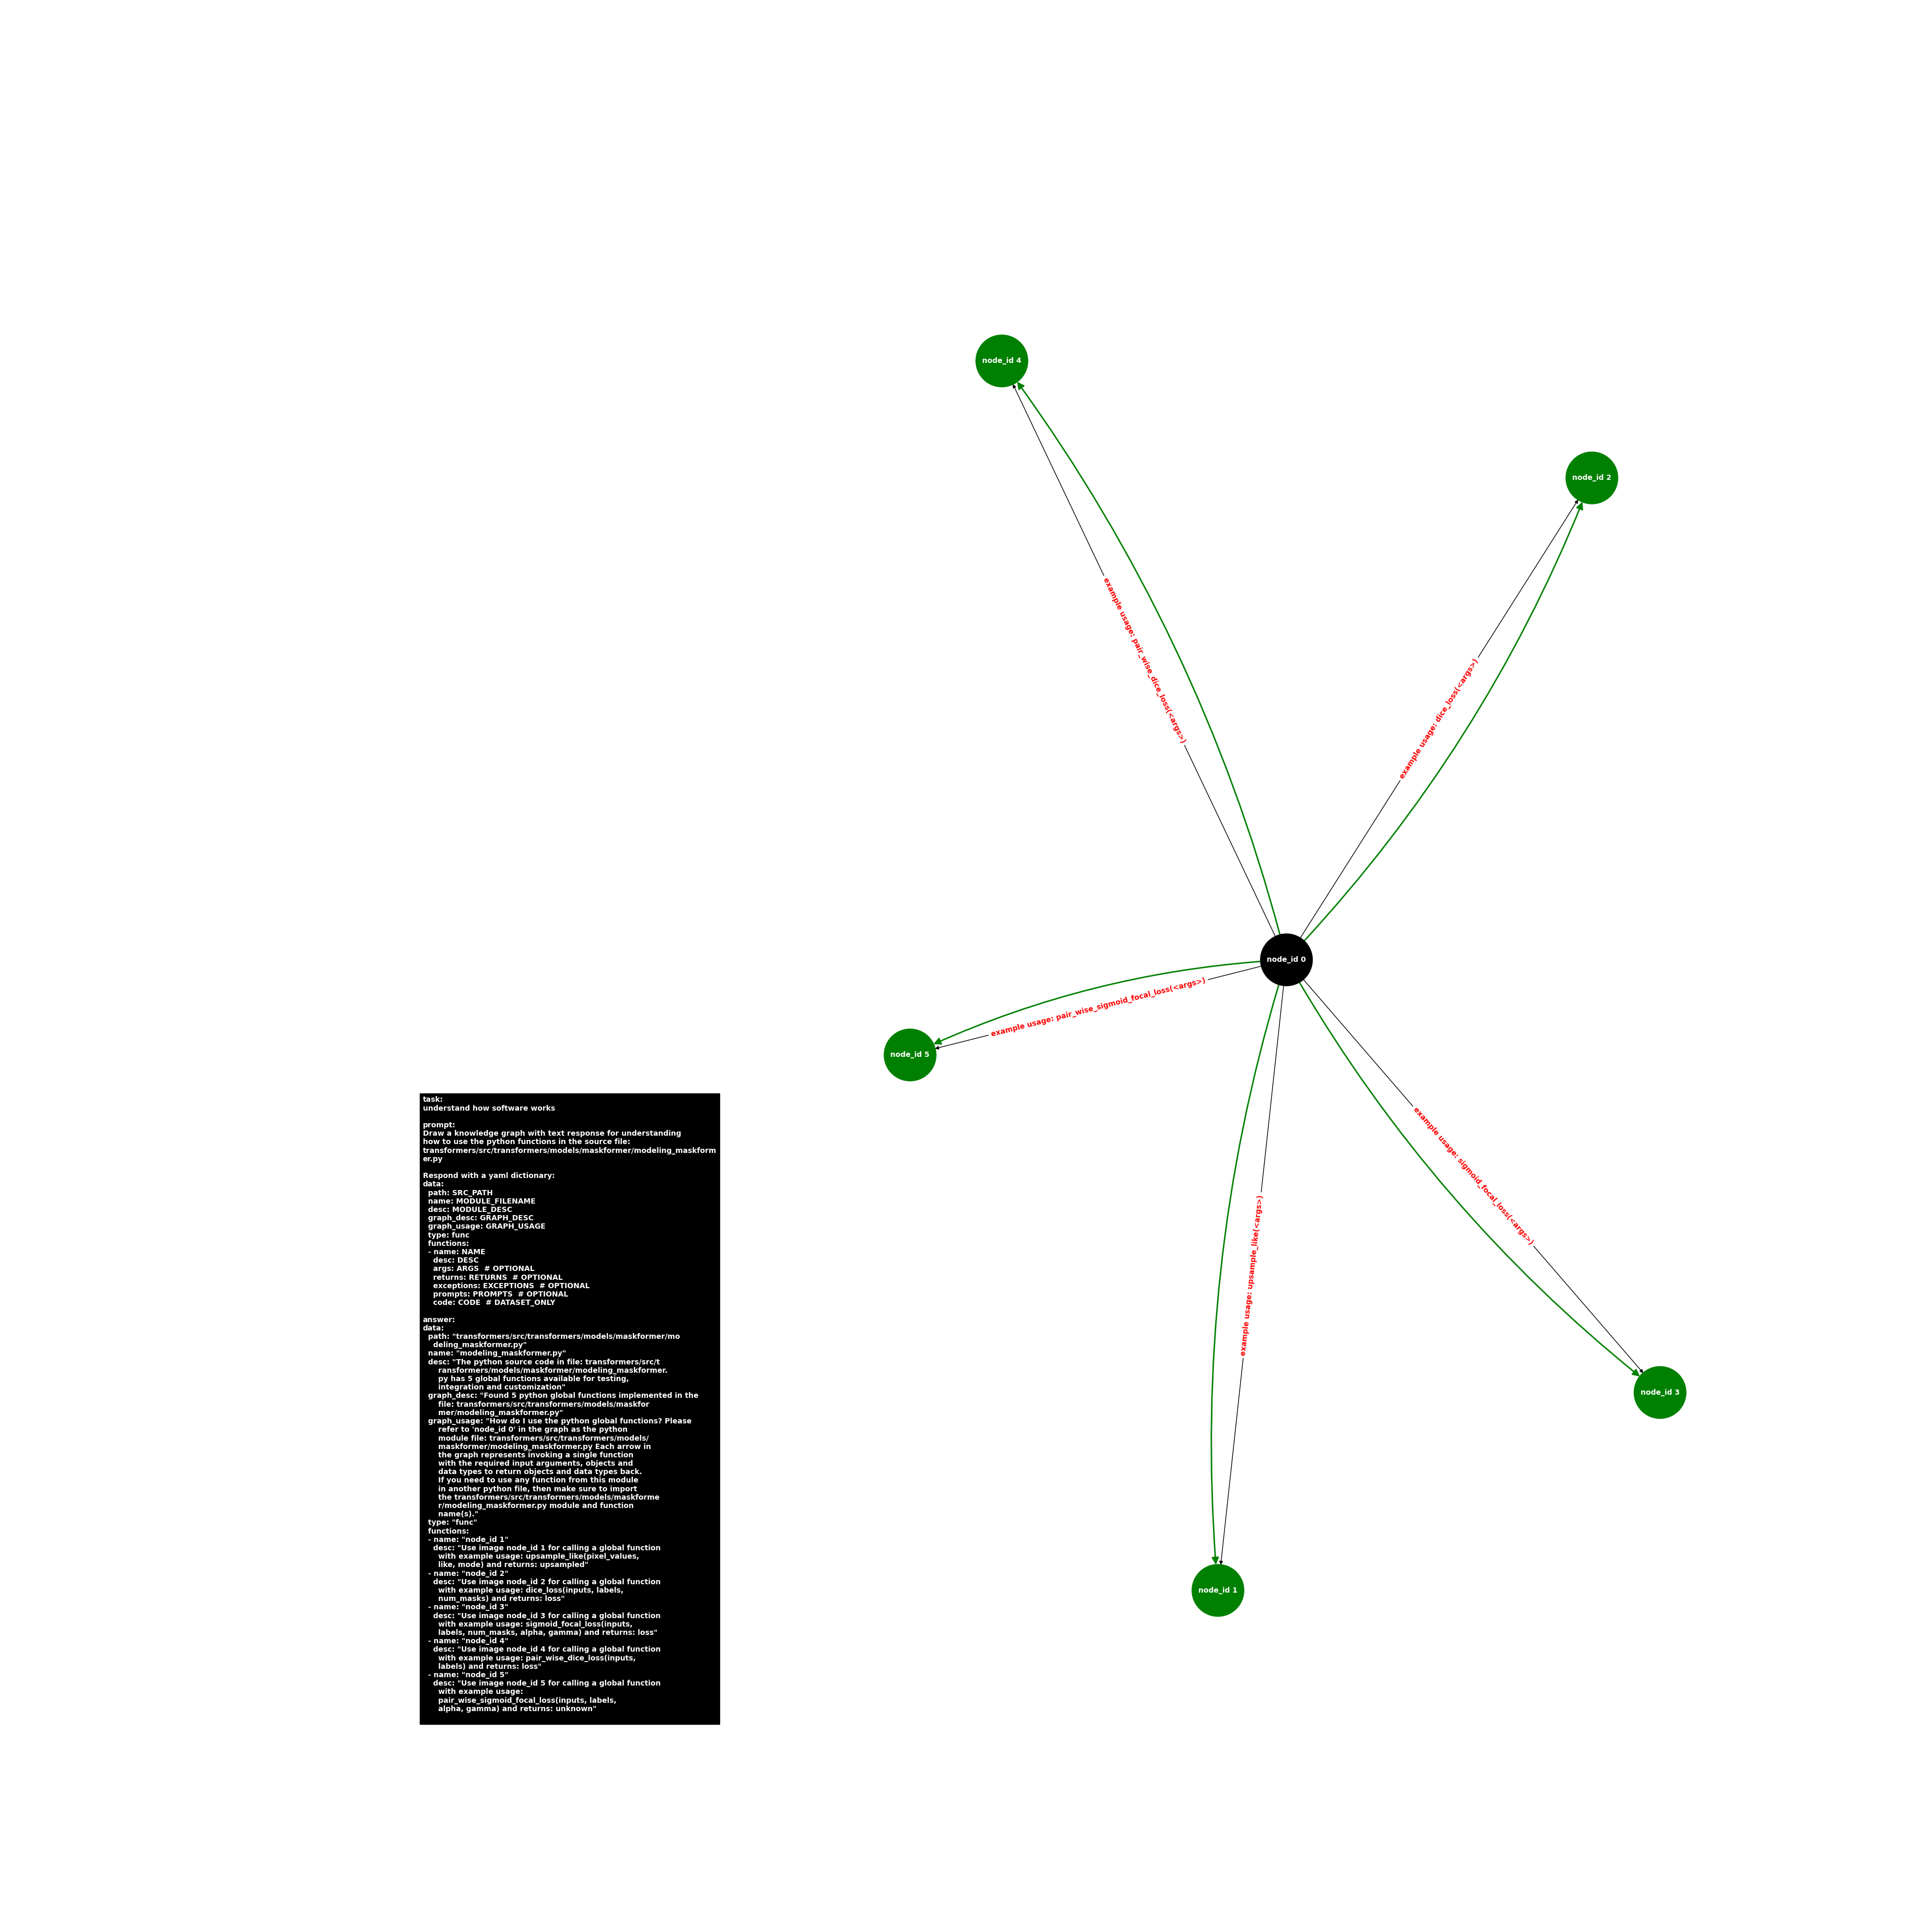 node_id 4
node_id 2
example usage: pair_wise_dice_loss(<args>)
example usage: dice_loss(<args>)
node_id 0
example usage: pair_wise_sigmoid_focal_loss(<args>)
node_id 5
example usage: sigmoid_focal_loss(<args>)
example usage: upsample_like(<args>)
node_id 3
node_id 1
task:
understand how software works

prompt:
Draw a knowledge graph with text response for understanding
how to use the python functions in the source file:
transformers/src/transformers/models/maskformer/modeling_maskform
er.py

Respond with a yaml dictionary:
data:
  path: SRC_PATH
  name: MODULE_FILENAME
  desc: MODULE_DESC
  graph_desc: GRAPH_DESC
  graph_usage: GRAPH_USAGE
  type: func
  functions:
  - name: NAME
    desc: DESC
    args: ARGS  # OPTIONAL
    returns: RETURNS  # OPTIONAL
    exceptions: EXCEPTIONS  # OPTIONAL
    prompts: PROMPTS  # OPTIONAL
    code: CODE  # DATASET_ONLY

answer:
data:
  path: "transformers/src/transformers/models/maskformer/mo
    deling_maskformer.py"
  name: "modeling_maskformer.py"
  desc: "The python source code in file: transformers/src/t
      ransformers/models/maskformer/modeling_maskformer.
      py has 5 global functions available for testing,
      integration and customization"
  graph_desc: "Found 5 python global functions implemented in the
      file: transformers/src/transformers/models/maskfor
      mer/modeling_maskformer.py"
  graph_usage: "How do I use the python global functions? Please
      refer to 'node_id 0' in the graph as the python
      module file: transformers/src/transformers/models/
      maskformer/modeling_maskformer.py Each arrow in
      the graph represents invoking a single function
      with the required input arguments, objects and
      data types to return objects and data types back.
      If you need to use any function from this module
      in another python file, then make sure to import
      the transformers/src/transformers/models/maskforme
      r/modeling_maskformer.py module and function
      name(s)."
  type: "func"
  functions:
  - name: "node_id 1"
    desc: "Use image node_id 1 for calling a global function
      with example usage: upsample_like(pixel_values,
      like, mode) and returns: upsampled"
  - name: "node_id 2"
    desc: "Use image node_id 2 for calling a global function
      with example usage: dice_loss(inputs, labels,
      num_masks) and returns: loss"
  - name: "node_id 3"
    desc: "Use image node_id 3 for calling a global function
      with example usage: sigmoid_focal_loss(inputs,
      labels, num_masks, alpha, gamma) and returns: loss"
  - name: "node_id 4"
    desc: "Use image node_id 4 for calling a global function
      with example usage: pair_wise_dice_loss(inputs,
      labels) and returns: loss"
  - name: "node_id 5"
    desc: "Use image node_id 5 for calling a global function
      with example usage:
      pair_wise_sigmoid_focal_loss(inputs, labels,
      alpha, gamma) and returns: unknown"